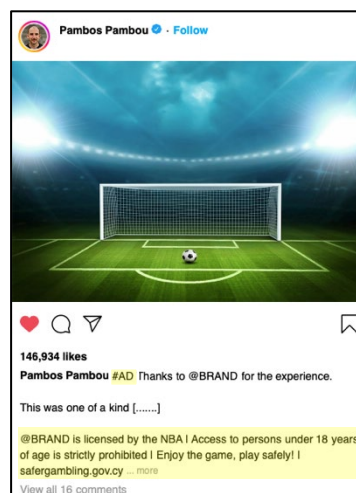 Pambos Pambou · Follow
146,934 likes
Pambos Pambou #AD Thanks to @BRAND for the experience.
This was one of a kind [.......]
@BRAND is licensed by the NBA I Access to persons under 18 years
of age is strictly prohibited I Enjoy the game, play safely! I
safergambling.gov.cy ... more
View all 16 comments